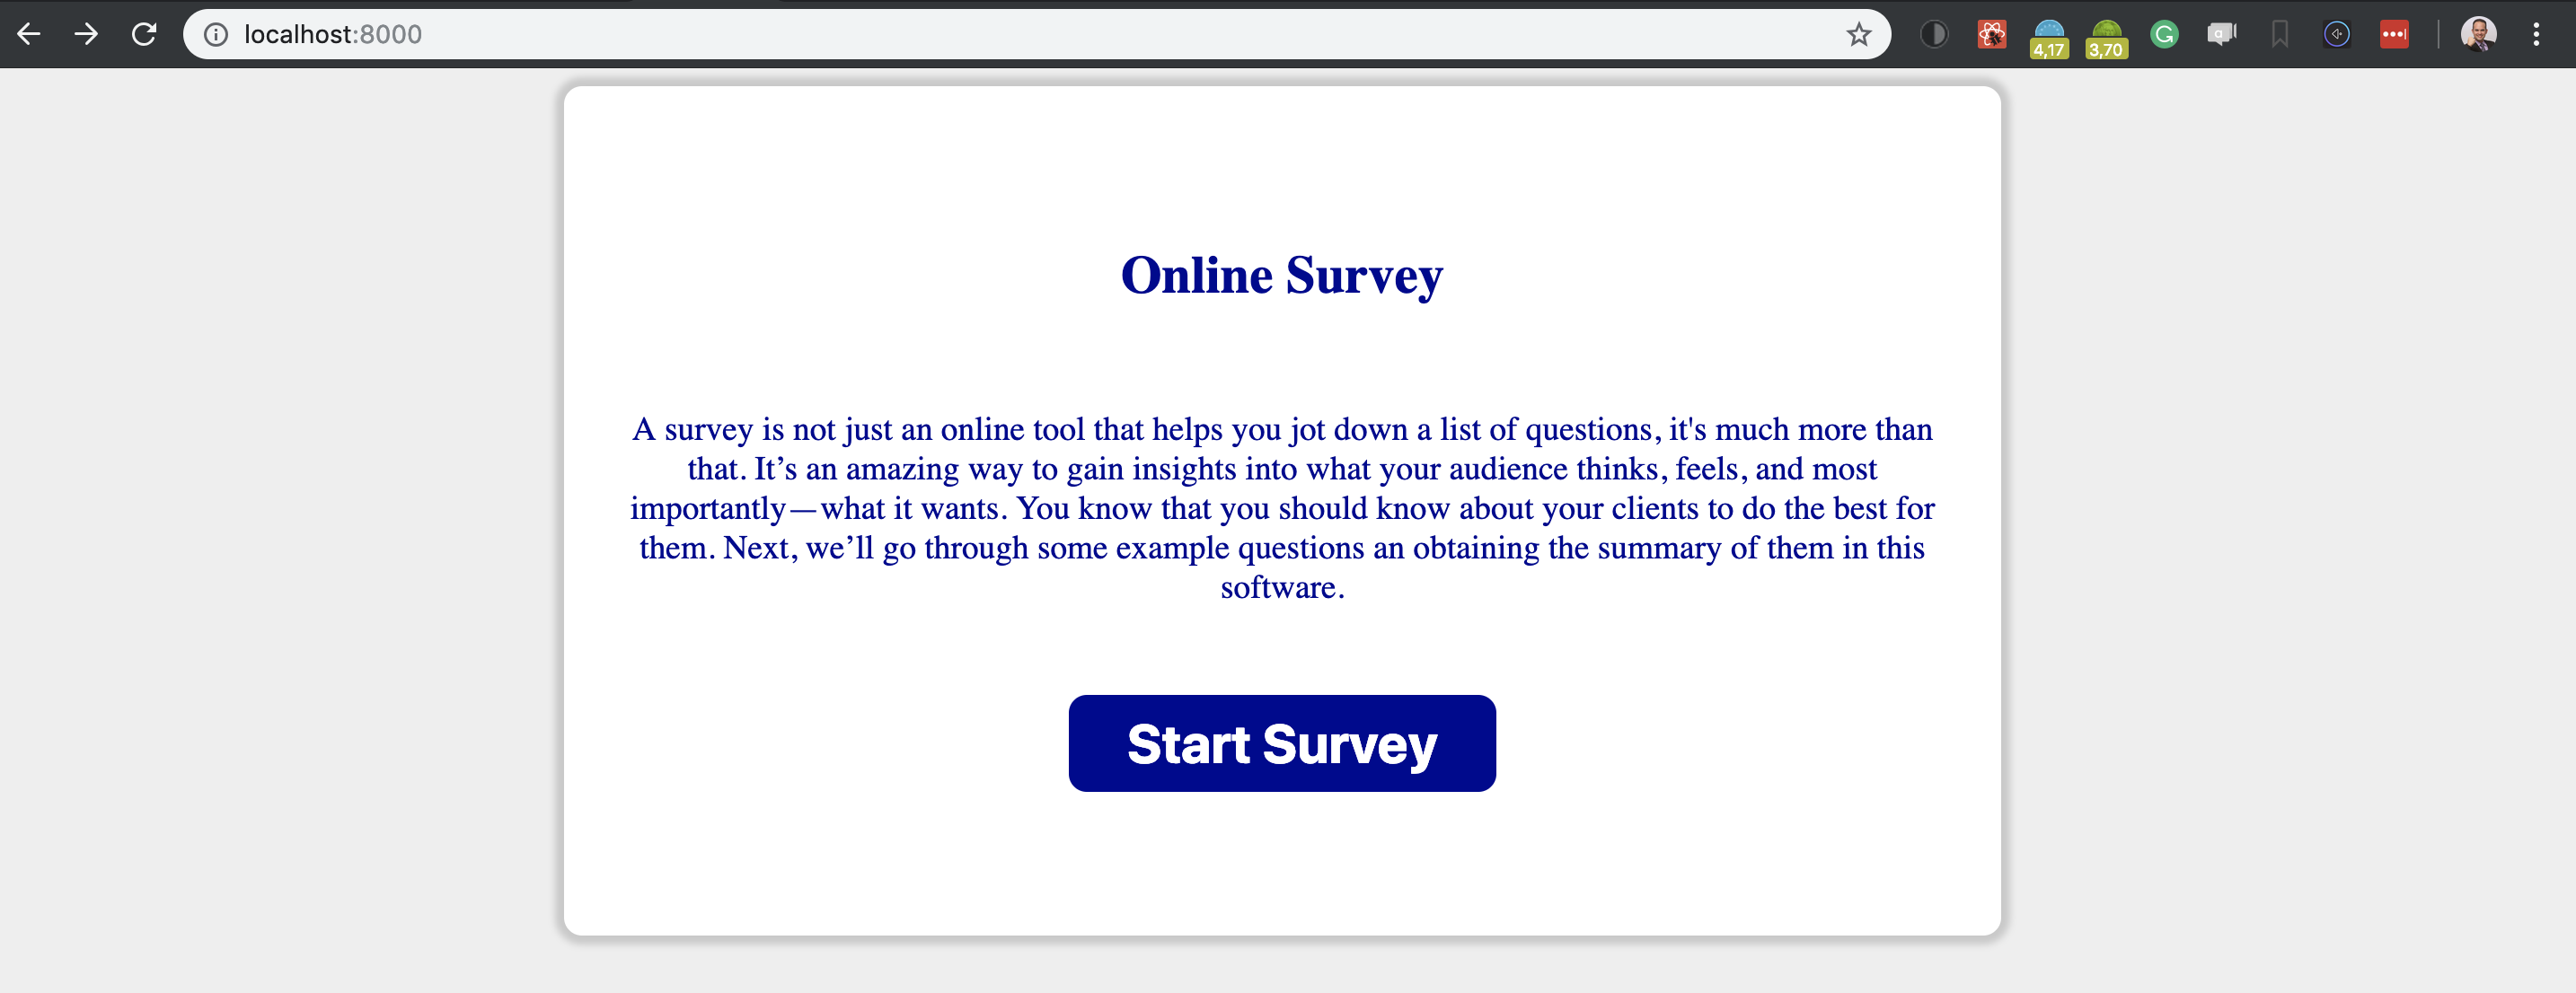 localhost:8000
4,17
3,70
Online Survey
A survey is not just an online tool that helps you jot down a list of questions, it's much more than
that. It’s an amazing way to gain insights into what your audience thinks, feels, and most
importantly—what it wants. You know that you should know about your clients to do the best for
them. Next, we’ll go through some example questions an obtaining the summary of them in this
software.
Start Survey